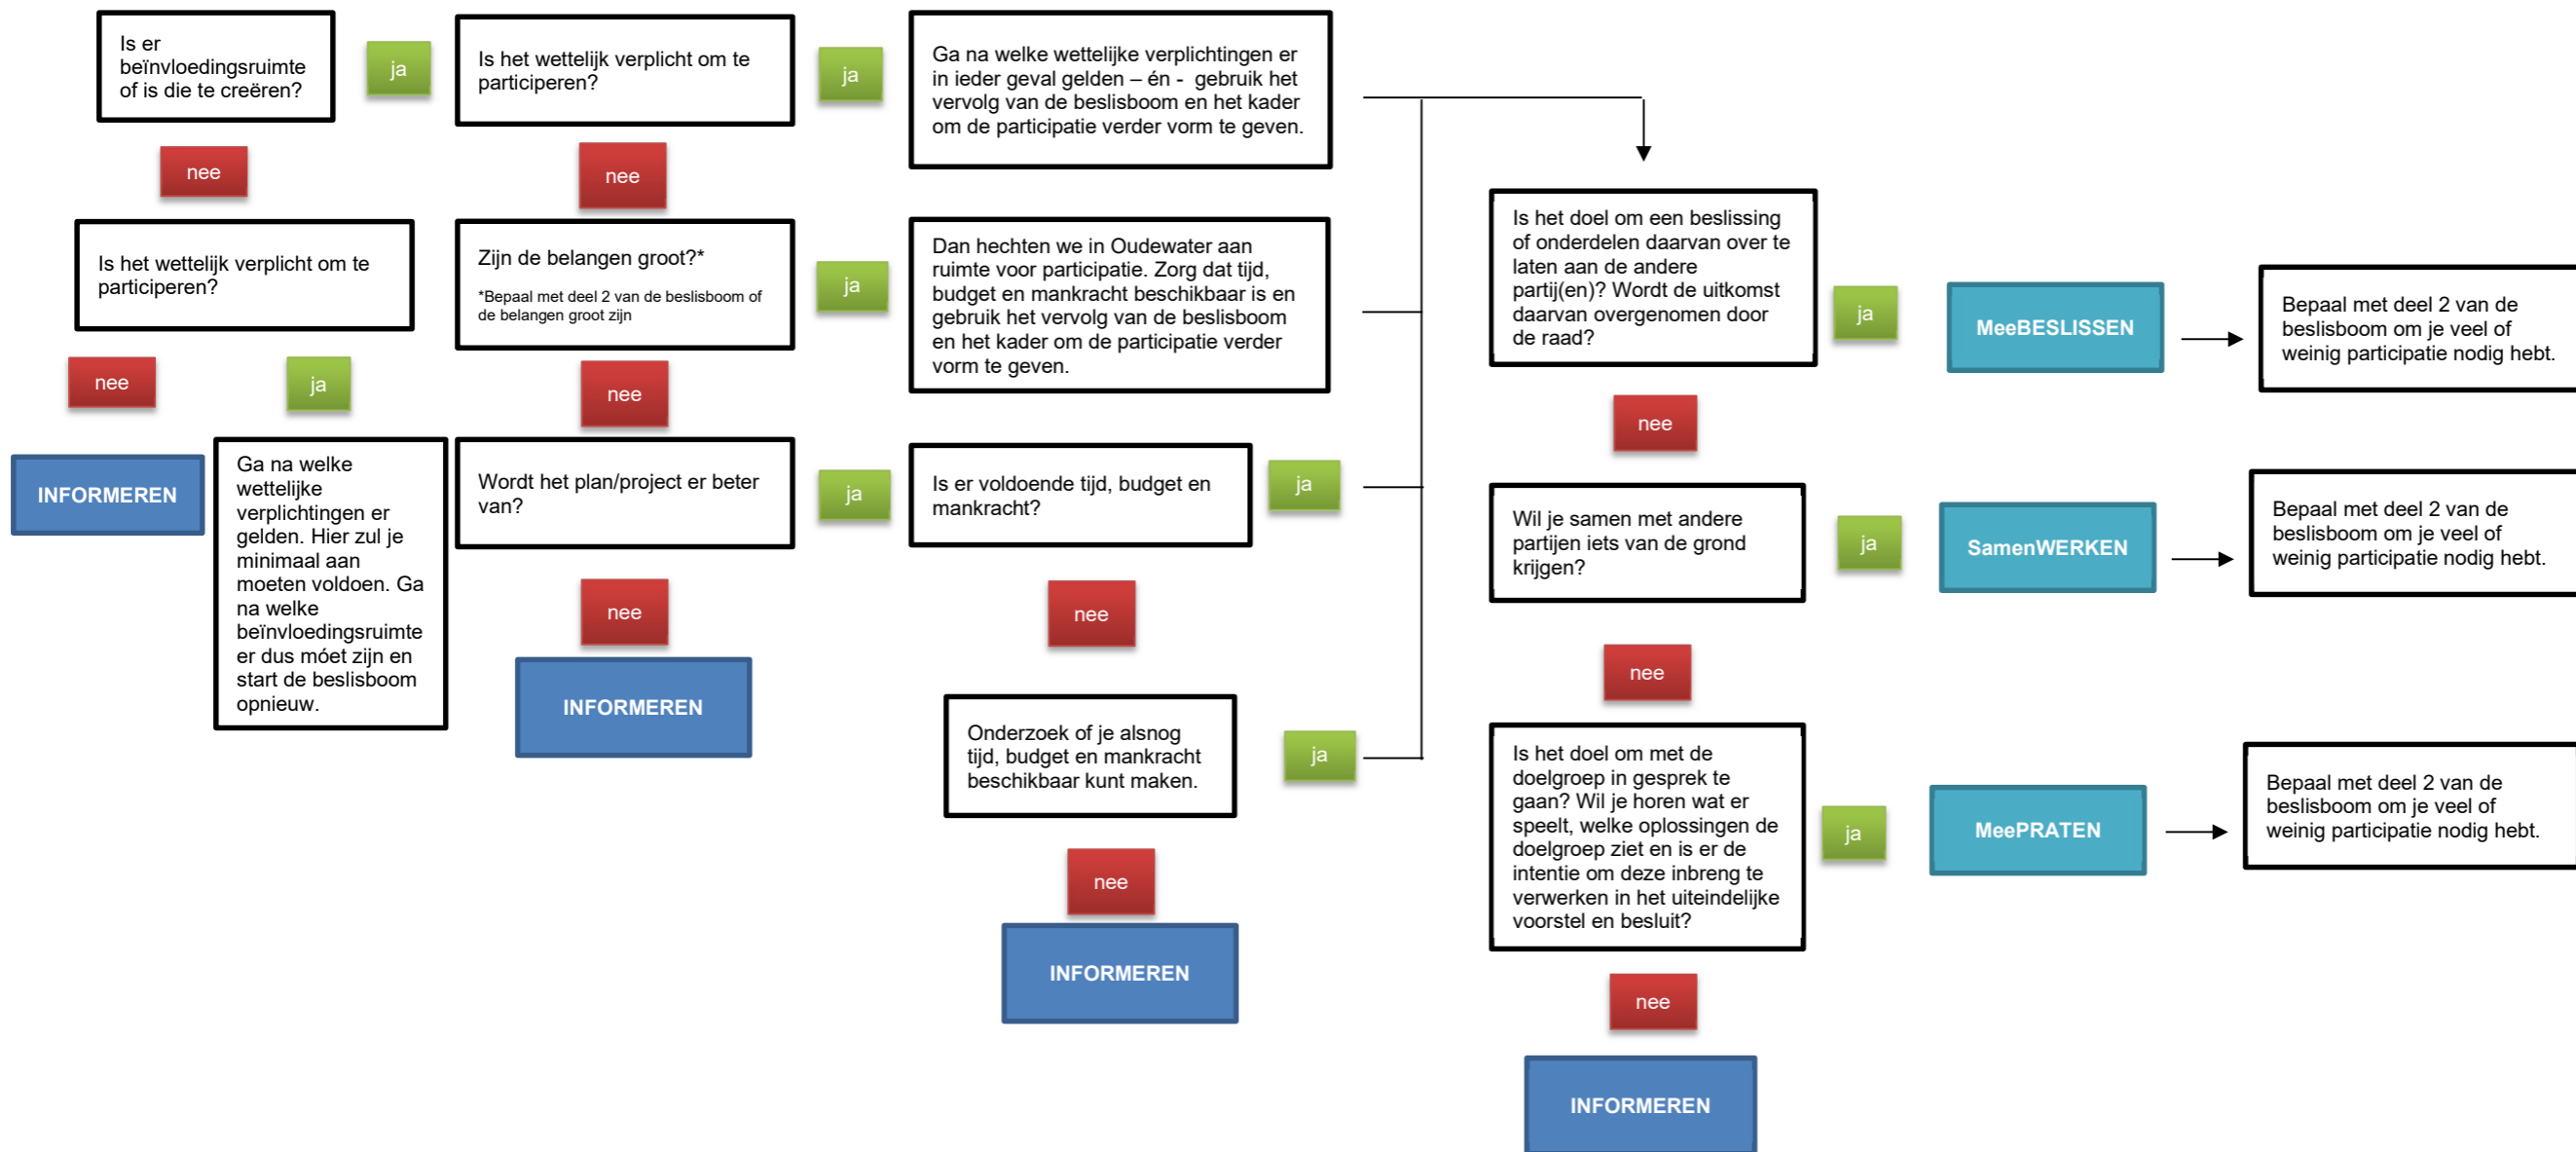 Is er
beïnvloedingsruimte
of is die te creëren?
ja
Is het wettelijk verplicht om te
participeren?
ja
Ga na welke wettelijke verplichtingen er
in ieder geval gelden – én - gebruik het
vervolg van de beslisboom en het kader
om de participatie verder vorm te geven.
nee
nee
Is het wettelijk verplicht om te
participeren?
Zijn de belangen groot?*
*Bepaal met deel 2 van de beslisboom of
de belangen groot zijn
ja
Dan hechten we in Oudewater aan
ruimte voor participatie. Zorg dat tijd,
budget en mankracht beschikbaar is en
gebruik het vervolg van de beslisboom
en het kader om de participatie verder
vorm te geven.
nee
ja
nee
INFORMEREN
Ga na welke
wettelijke
verplichtingen er
gelden. Hier zul je
minimaal aan
moeten voldoen. Ga
na welke
beïnvloedingsruimte
er dus móet zijn en
start de beslisboom
opnieuw.
Wordt het plan/project er beter
van?
ja
Is er voldoende tijd, budget en
mankracht?
ja
nee
INFORMEREN
nee
Onderzoek of je alsnog
tijd, budget en mankracht
beschikbaar kunt maken.
ja
nee
INFORMEREN
Is het doel om een beslissing
of onderdelen daarvan over te
laten aan de andere
partij(en)? Wordt de uitkomst
daarvan overgenomen door
de raad?
ja
MeeBESLISSEN
Bepaal met deel 2 van de
beslisboom om je veel of
weinig participatie nodig hebt.
nee
Wil je samen met andere
partijen iets van de grond
krijgen?
ja
SamenWERKEN
Bepaal met deel 2 van de
beslisboom om je veel of
weinig participatie nodig hebt.
nee
Is het doel om met de
doelgroep in gesprek te
gaan? Wil je horen wat er
speelt, welke oplossingen de
doelgroep ziet en is er de
intentie om deze inbreng te
verwerken in het uiteindelijke
voorstel en besluit?
ja
MeePRATEN
Bepaal met deel 2 van de
beslisboom om je veel of
weinig participatie nodig hebt.
nee
INFORMEREN